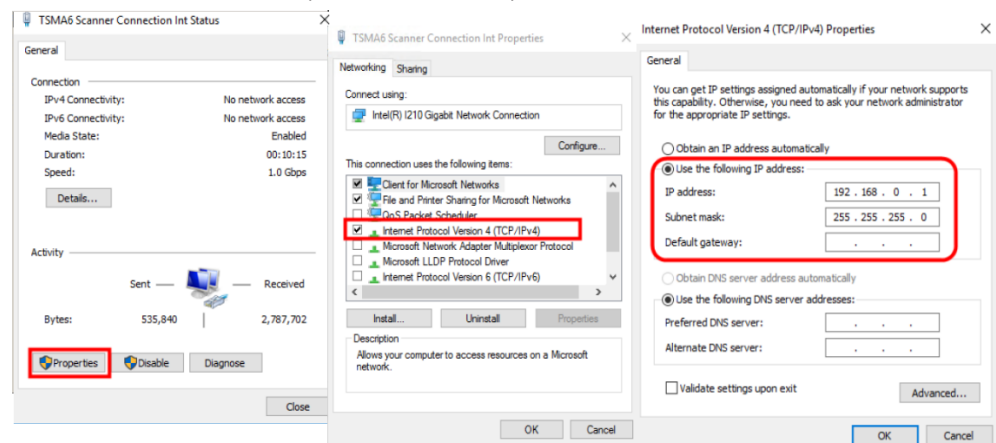 TSMA6 Scanner Connection Int Status
General
Connection
IPv4 Connectivity: No network access
IPv6 Connectivity: No network access
Media State: Enabled
Duration: 00:10:15
Speed: 1.0 Gbps
Details...
Activity
Sent Received
Bytes: 535,840 2,787,702
Properties Disable Diagnose
Close
TSMA6 Scanner Connection Int Properties
Networking Sharing
Connect using:
Intel(R) I210 Gigabit Network Connection
Configure...
This connection uses the following items:
Client for Microsoft Networks
File and Printer Sharing for Microsoft Networks
QoS Packet Scheduler
Internet Protocol Version 4 (TCP/IPv4)
Microsoft Network Adapter Multiplexor Protocol
Microsoft LLDP Protocol Driver
Internet Protocol Version 6 (TCP/IPv6)
Install... Uninstall Properties
Description
Allows your computer to access resources on a Microsoft
network.
OK Cancel
Internet Protocol Version 4 (TCP/IPv4) Properties
General
You can get IP settings assigned automatically if your network supports
this capability. Otherwise, you need to ask your network administrator
for the appropriate IP settings.
Obtain an IP address automatically
Use the following IP address:
IP address: 192 . 168 . 0 . 1
Subnet mask: 255 . 255 . 255 . 0
Default gateway: . . .
Obtain DNS server address automatically
Use the following DNS server addresses:
Preferred DNS server: . . .
Alternate DNS server: . . .
Validate settings upon exit
Advanced...
OK Cancel